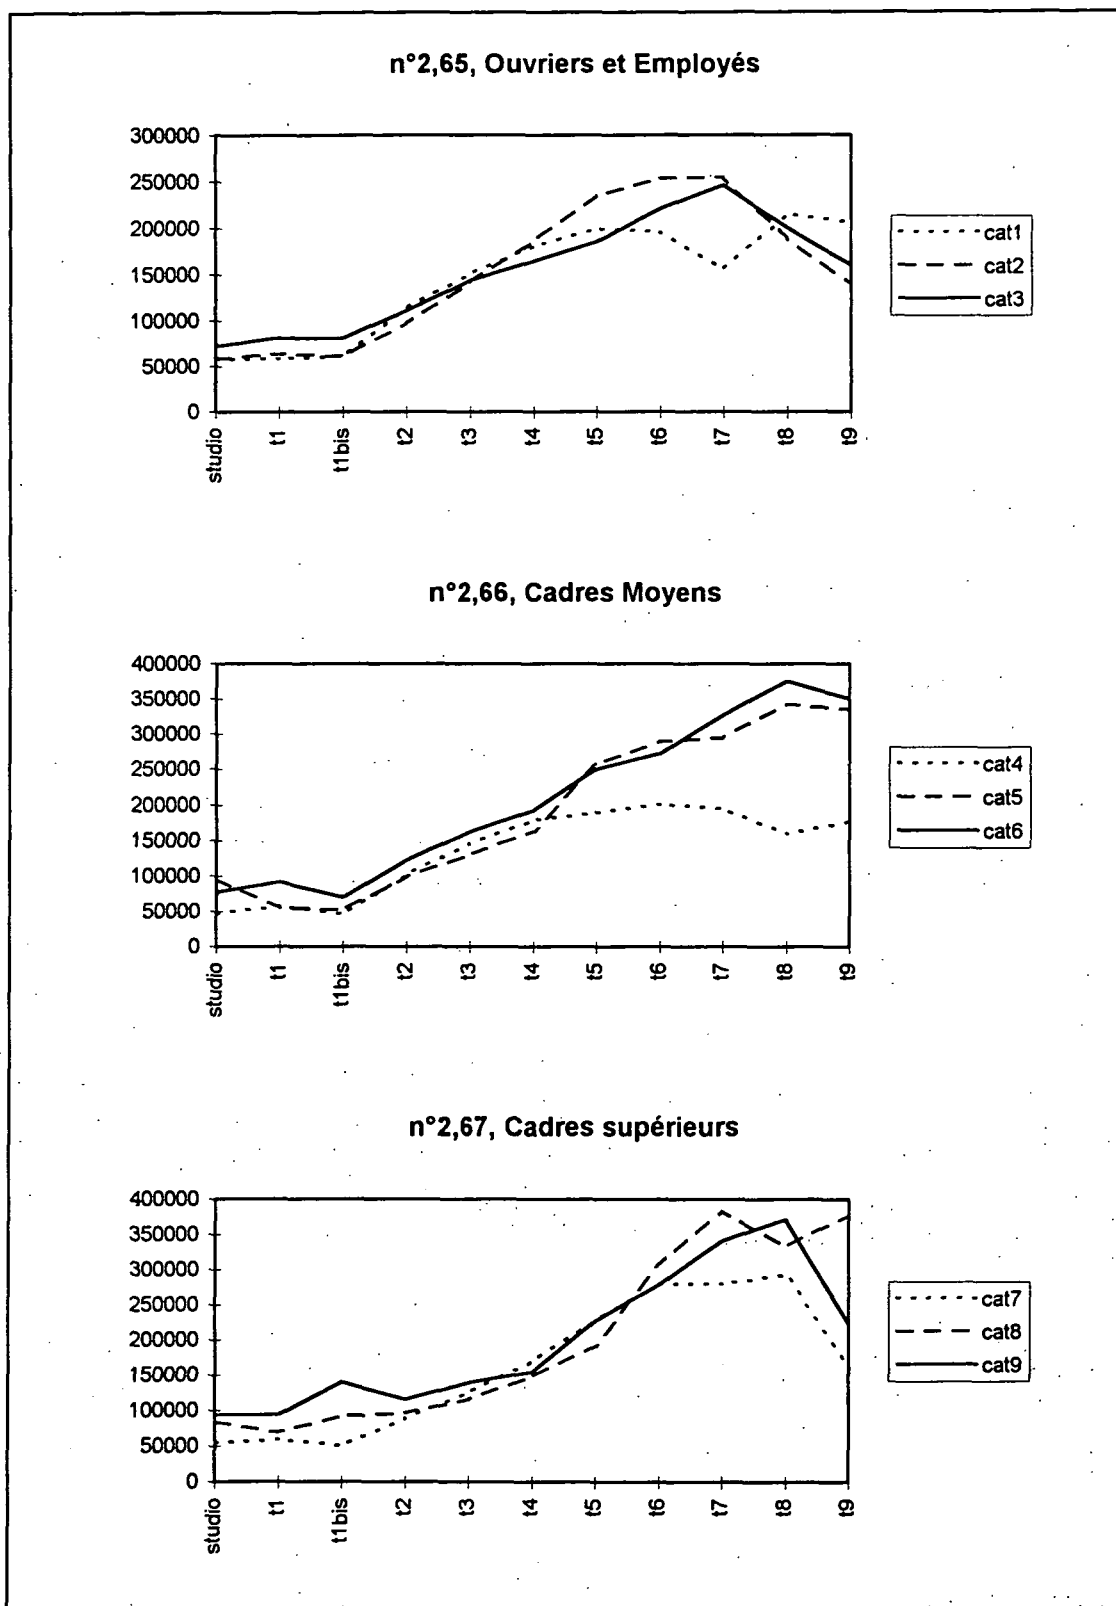 n°2,65, Ouvriers et Employés
300000
250000
200000
150000
100000
50000
0
studio
t1
t1bis
t2
t3
t4
t5
t6
t7
t8
t9
cat1
cat2
cat3
n°2,66, Cadres Moyens
400000
350000
300000
250000
200000
150000
100000
50000
0
studio
t1
t1bis
t2
t3
t4
t5
t6
t7
t8
t9
cat4
cat5
cat6
n°2,67, Cadres supérieurs
400000
350000
300000
250000
200000
150000
100000
50000
0
studio
t1
t1bis
t2
t3
t4
t5
t6
t7
t8
t9
cat7
cat8
cat9